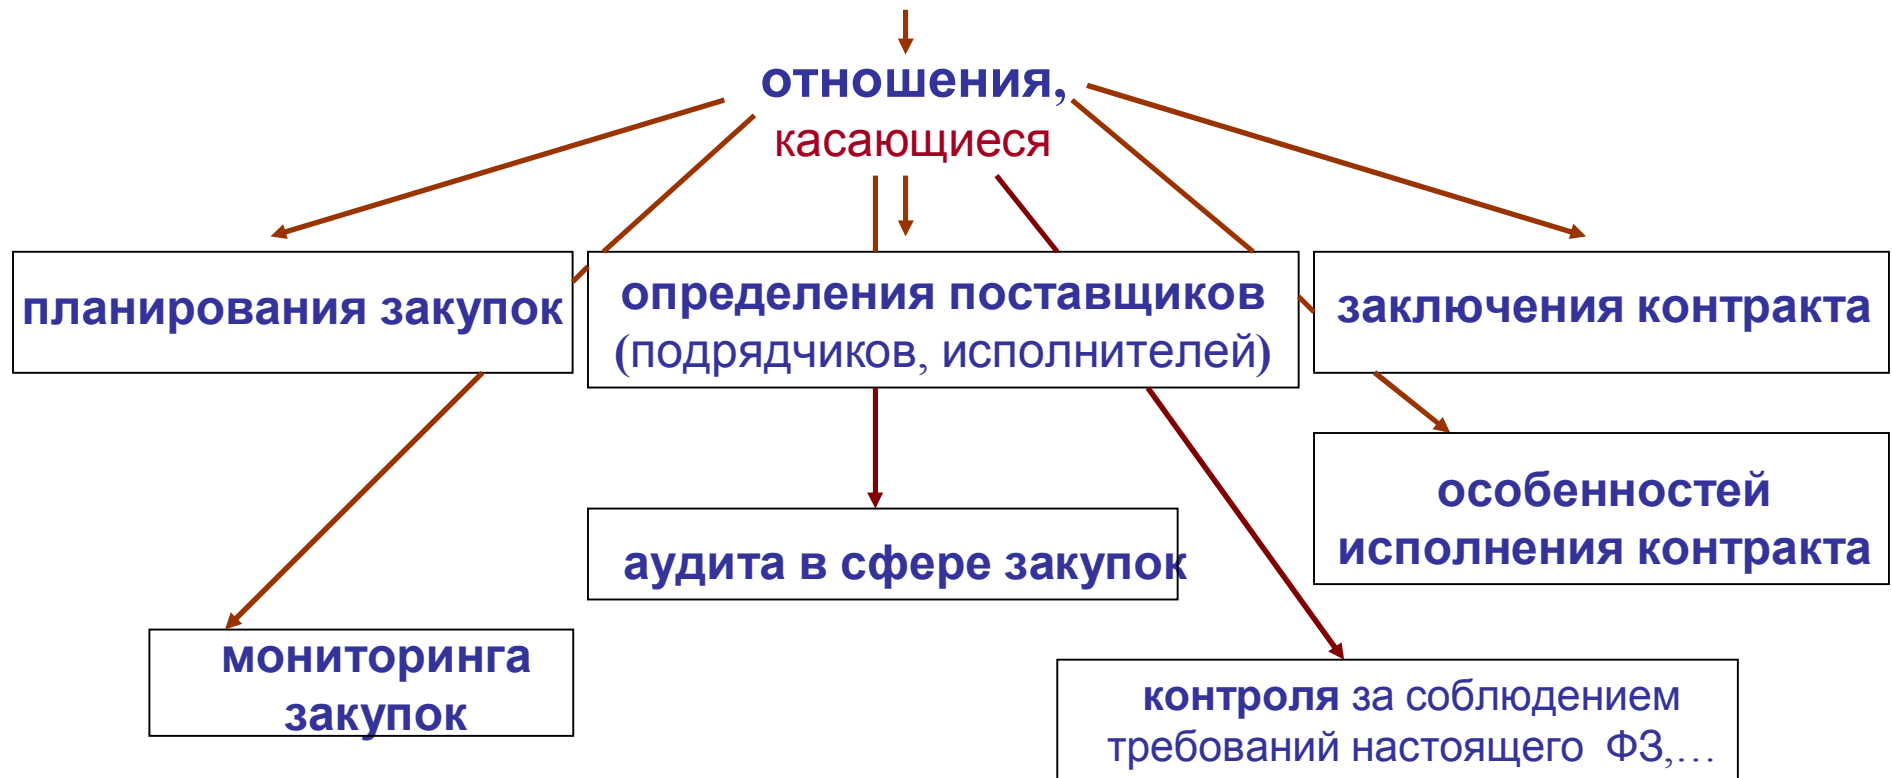 отношения,
касающиеся
планирования закупок
определения поставщиков
(подрядчиков, исполнителей)
заключения контракта
особенностей
исполнения контракта
аудита в сфере закупок
мониторинга
закупок
контроля за соблюдением
требований настоящего ФЗ,...